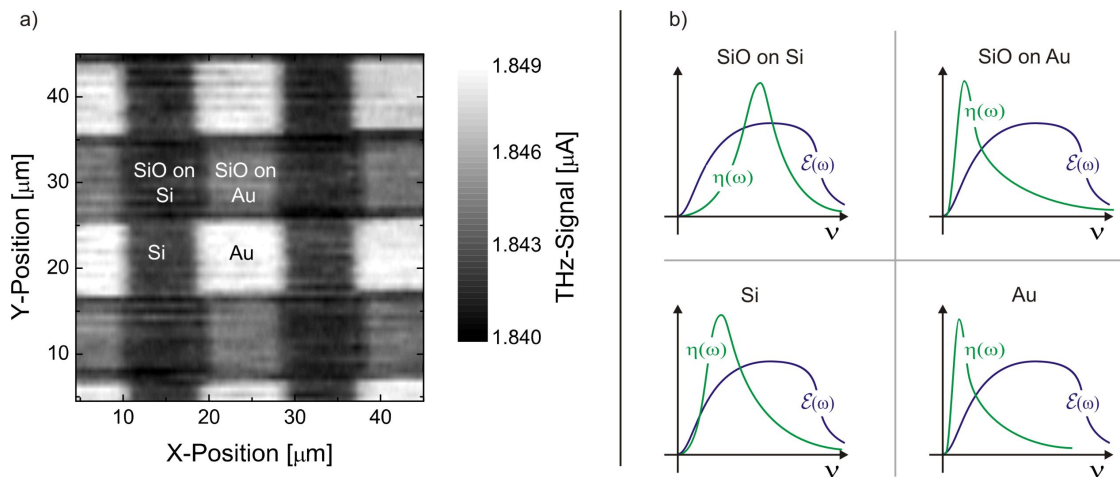 a)
Y-Position [μm]
40
30
20
10
10
20
30
40
X-Position [μm]
SiO on
Si
SiO on
Au
Si
Au
1.849
1.846
1.843
1.840
THz-Signal [μA]
b)
SiO on Si
η(ω)
ℰ(ω)
ν
SiO on Au
η(ω)
ℰ(ω)
ν
Si
η(ω)
ℰ(ω)
ν
Au
η(ω)
ℰ(ω)
ν